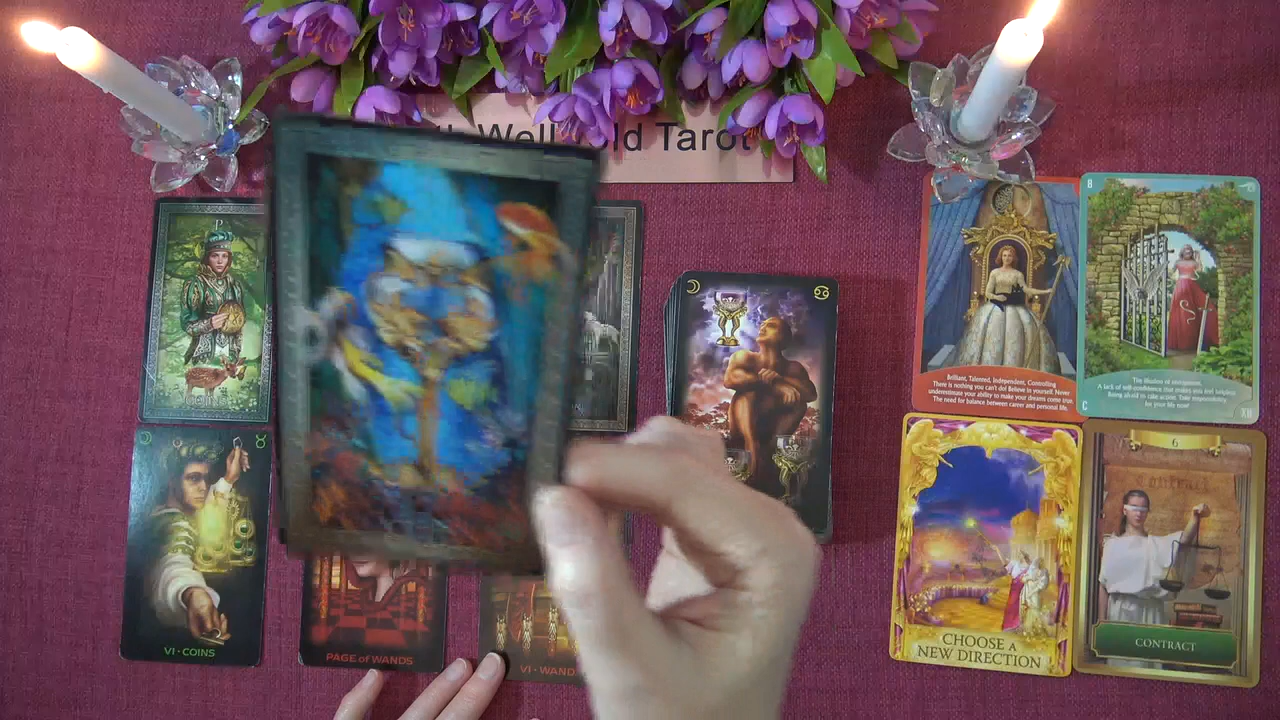 Well
ld Tarot
P
B
Brilliant, Talented, Independent, Controlling
There is nothing you can't do! Believe in yourself. Never
underestimate your ability to make your dreams come true.
The need for balance between career and personal life.
The illusion of
A lack of self-confidence that makes you feel helpless.
Being afraid to take action. Take responsibility
for your life now!
C
VI · COINS
PAGE of WANDS
VI · WAND
CHOOSE A
NEW DIRECTION
6
Contract
CONTRACT